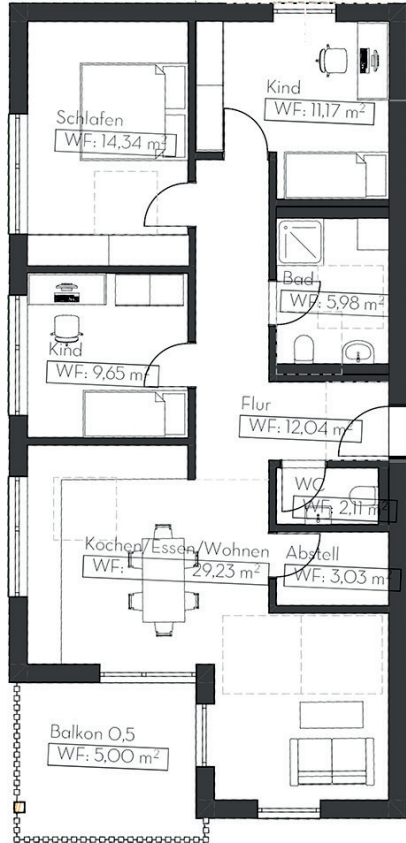 Kind
WF: 11,17 m²
Schlafen
WF: 14,34 m²
Bad
WF: 5,98 m²
Kind
WF: 9,65 m²
Flur
WF: 12,04 m²
WC
WF: 2,11 m²
Kochen/Essen/Wohnen
WF: 29,23 m²
Abstell
WF: 3,03 m²
Balkon 0,5
WF: 5,00 m²